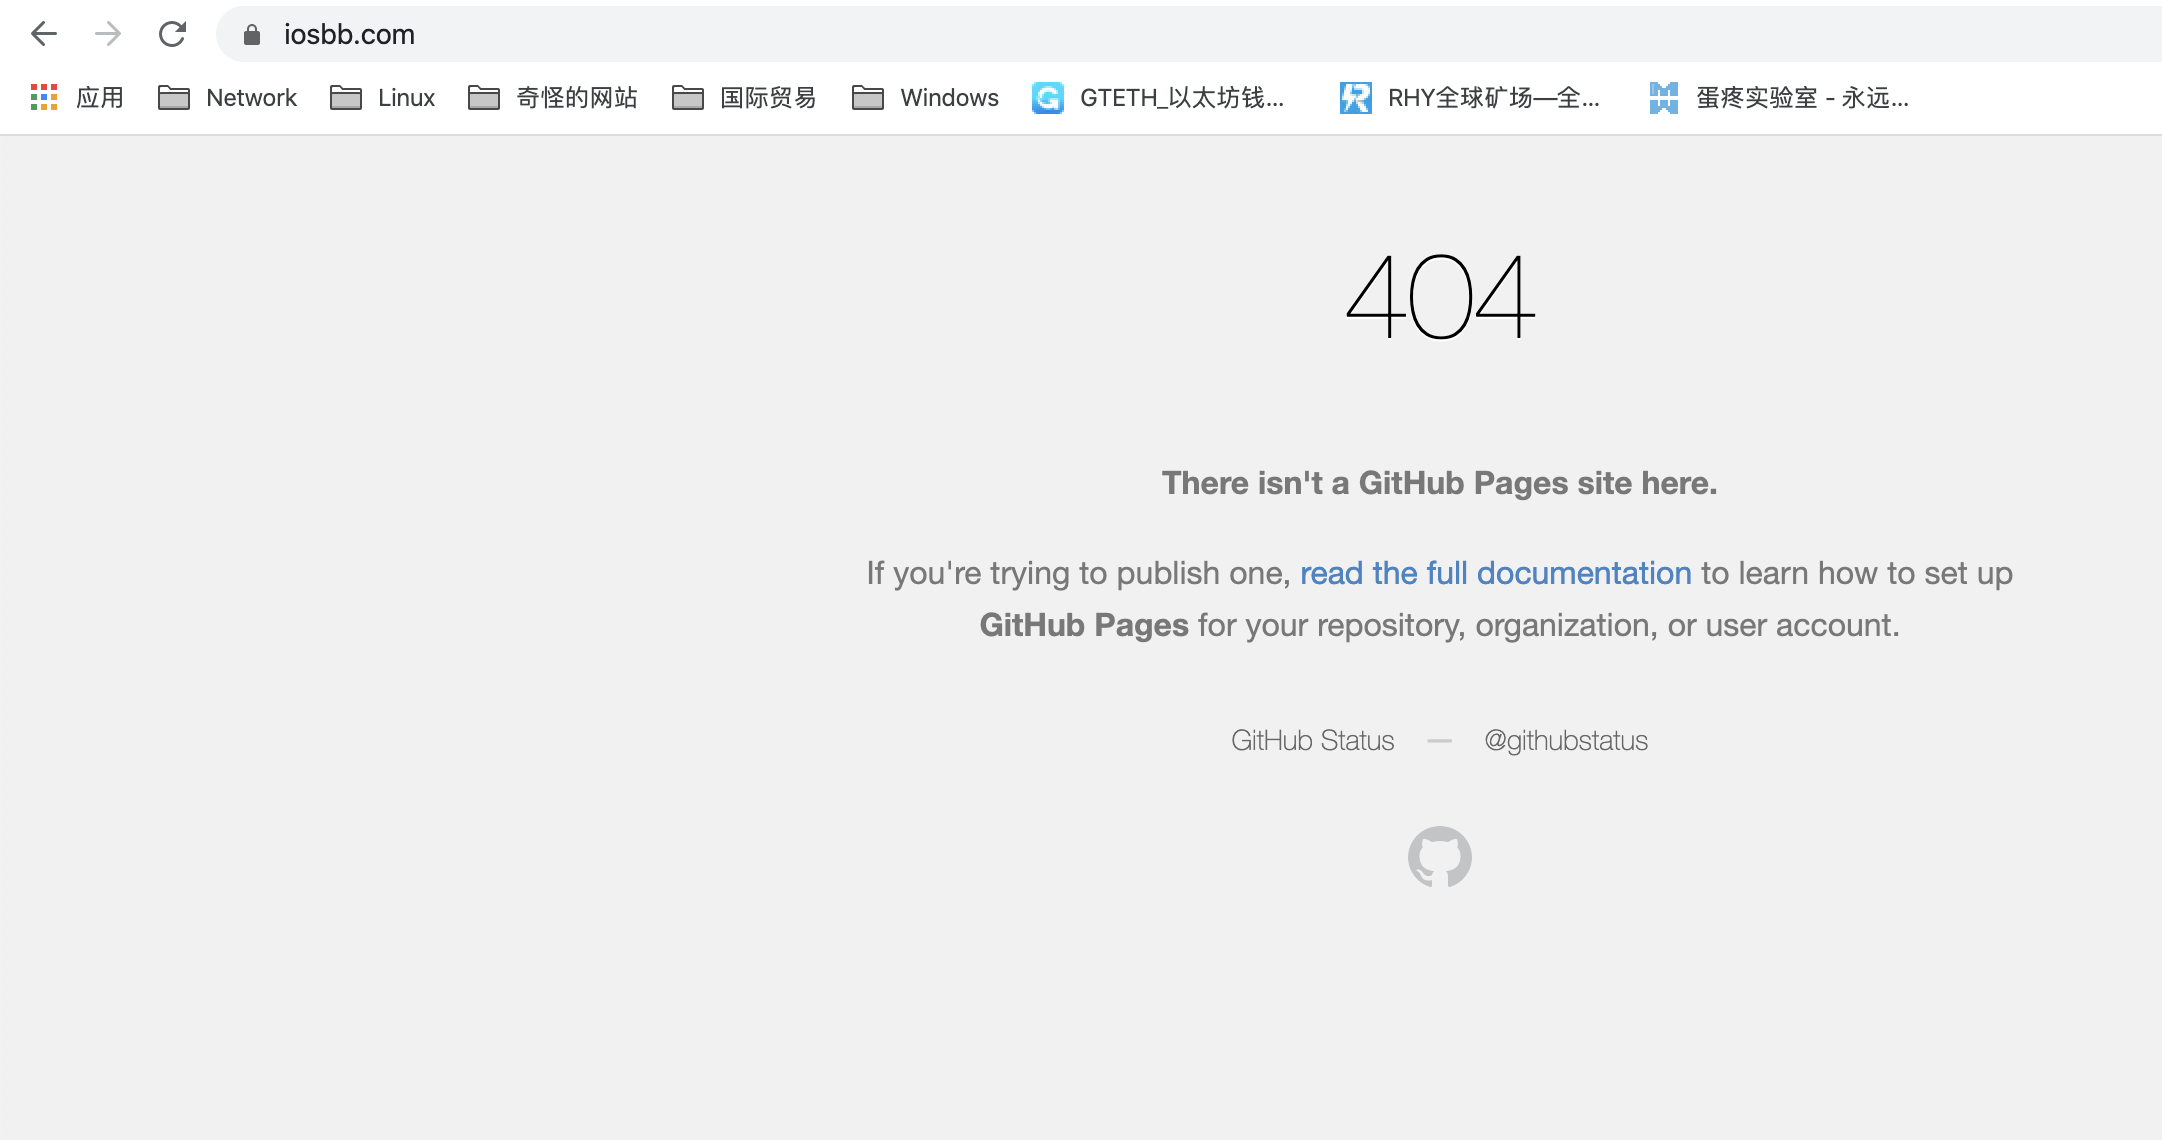 iosbb.com
应用 Network Linux 奇怪的网站 国际贸易 Windows GTETH_以太坊钱... RHY全球矿场—全... 蛋疼实验室 - 永远...
404
There isn't a GitHub Pages site here.
If you're trying to publish one, read the full documentation to learn how to set up
GitHub Pages for your repository, organization, or user account.
GitHub Status — @githubstatus